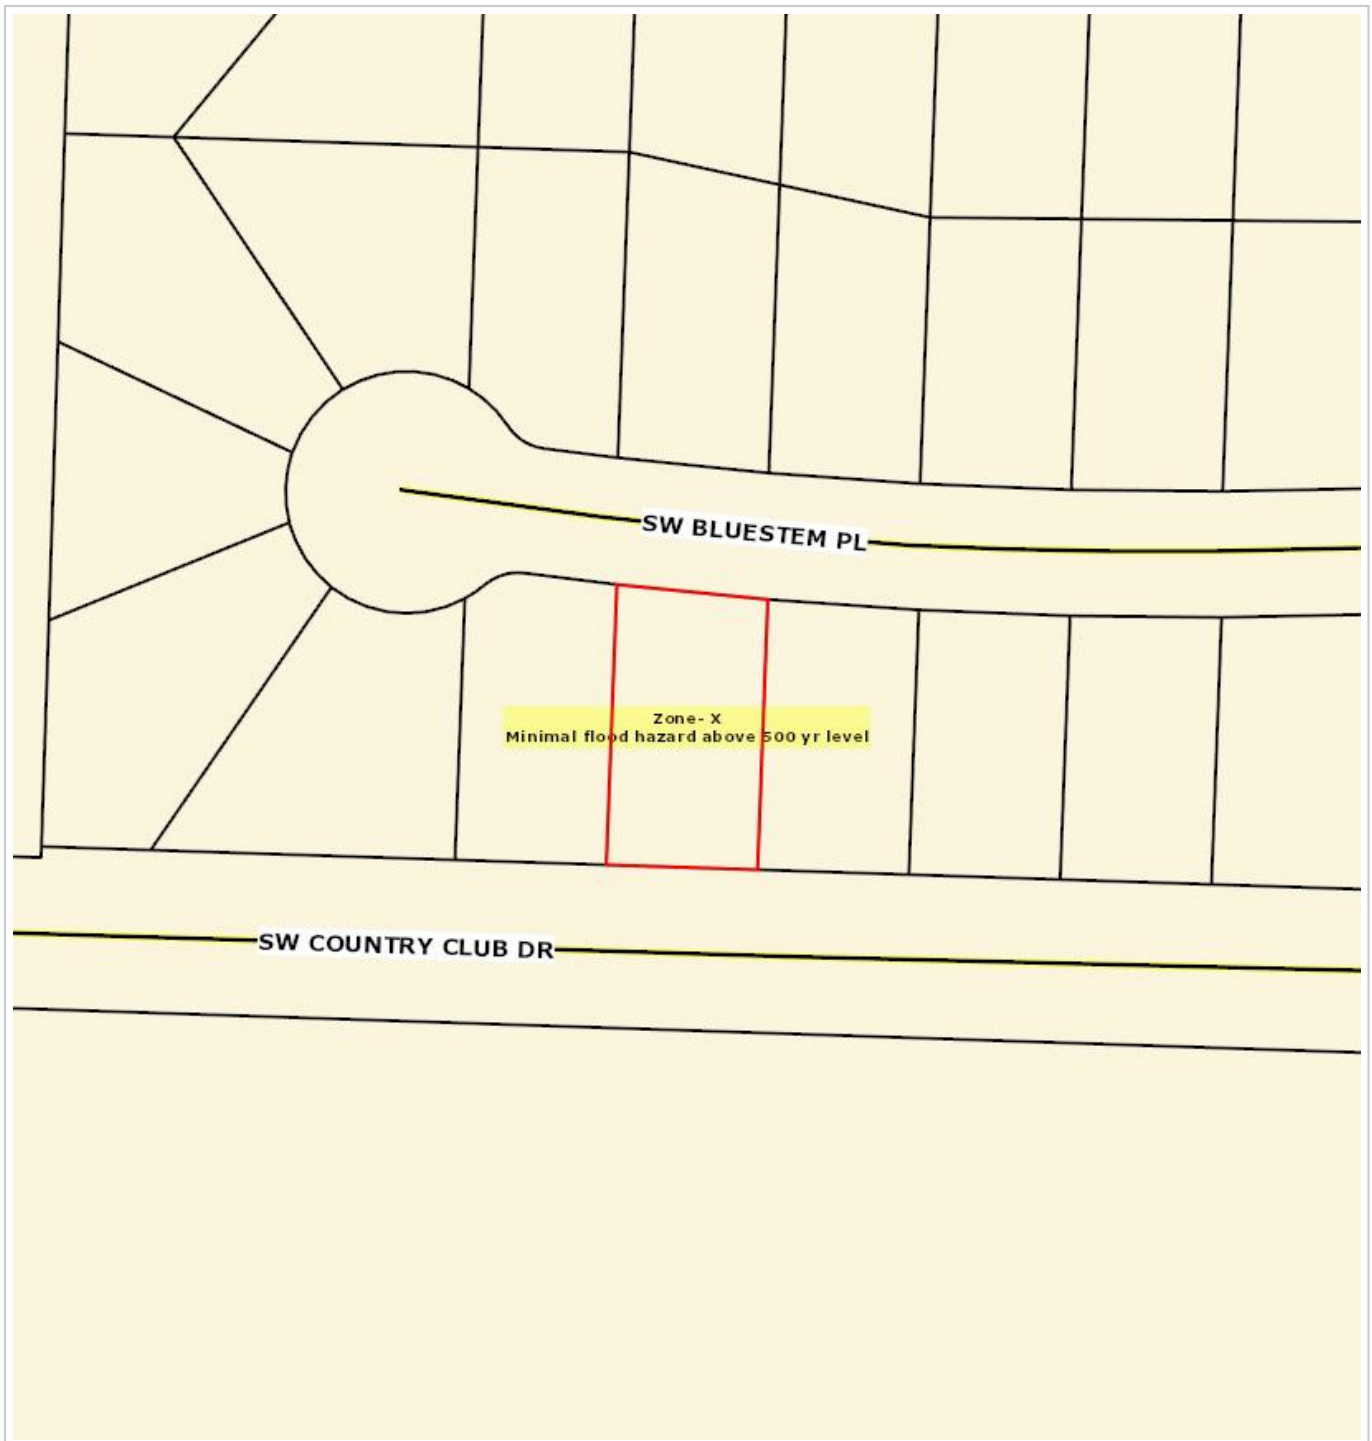 SW BLUESTEM PL
Zone- X
Minimal flood hazard above 500 yr level
SW COUNTRY CLUB DR